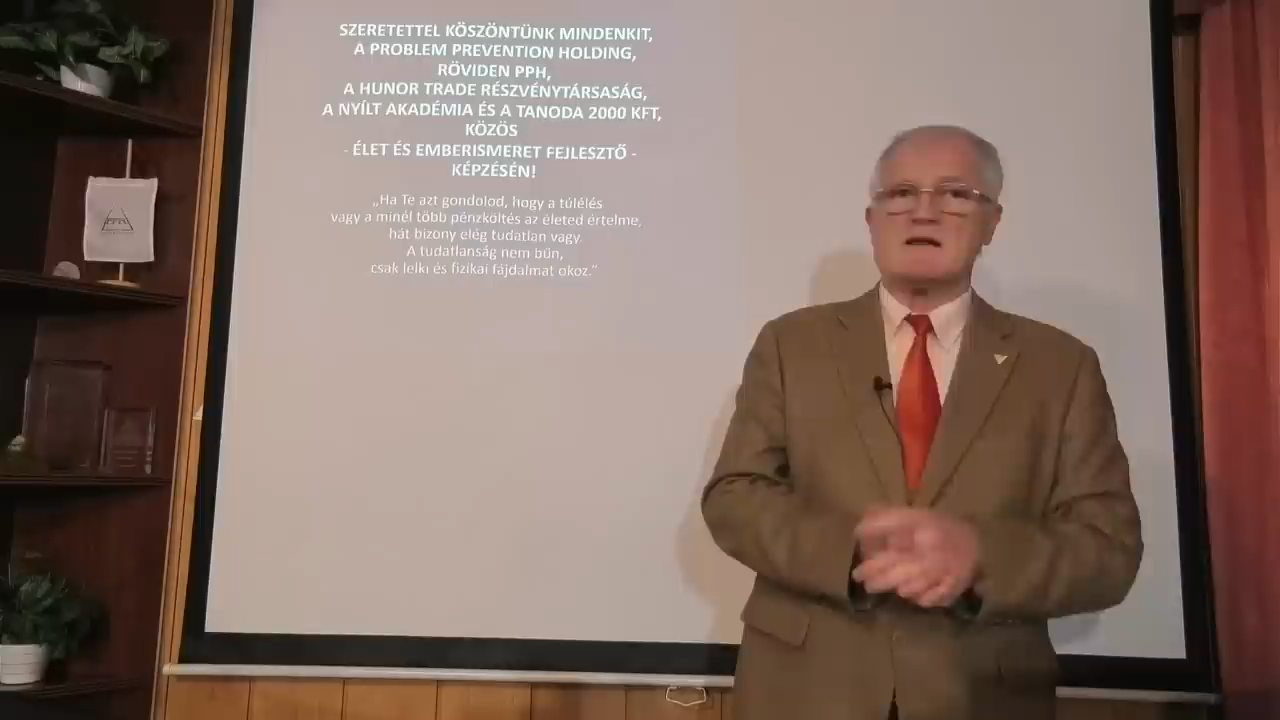 SZERETETTEL KÖSZÖNTÜNK MINDENKIT,
A PROBLEM PREVENTION HOLDING,
RÖVIDEN PPH,
A HUNOR TRADE RÉSZVÉNYTÁRSASÁG,
A NYÍLT AKADÉMIA ÉS A TANODA 2000 KFT,
KÖZÖS
- ÉLET ÉS EMBERISMERET FEJLESZTŐ -
KÉPZÉSÉN!
„Ha Te azt gondolod, hogy a túlélés
vagy a minél több pénzköltés az életed értelme,
hát bizony elég tudatlan vagy.
A tudatlanság nem bűn,
csak lelki és fizikai fájdalmat okoz."